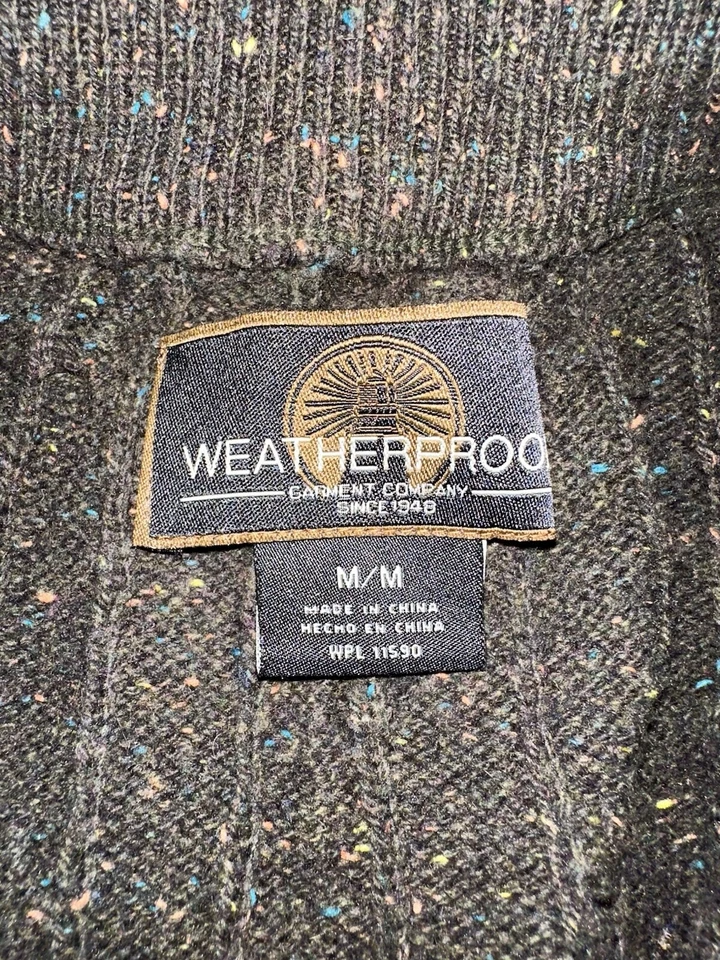 WEATHERPROO
GARMENT COMPANY
SINCE 1948
M/M
MADE IN CHINA
HECHO EN CHINA
WPL 11590